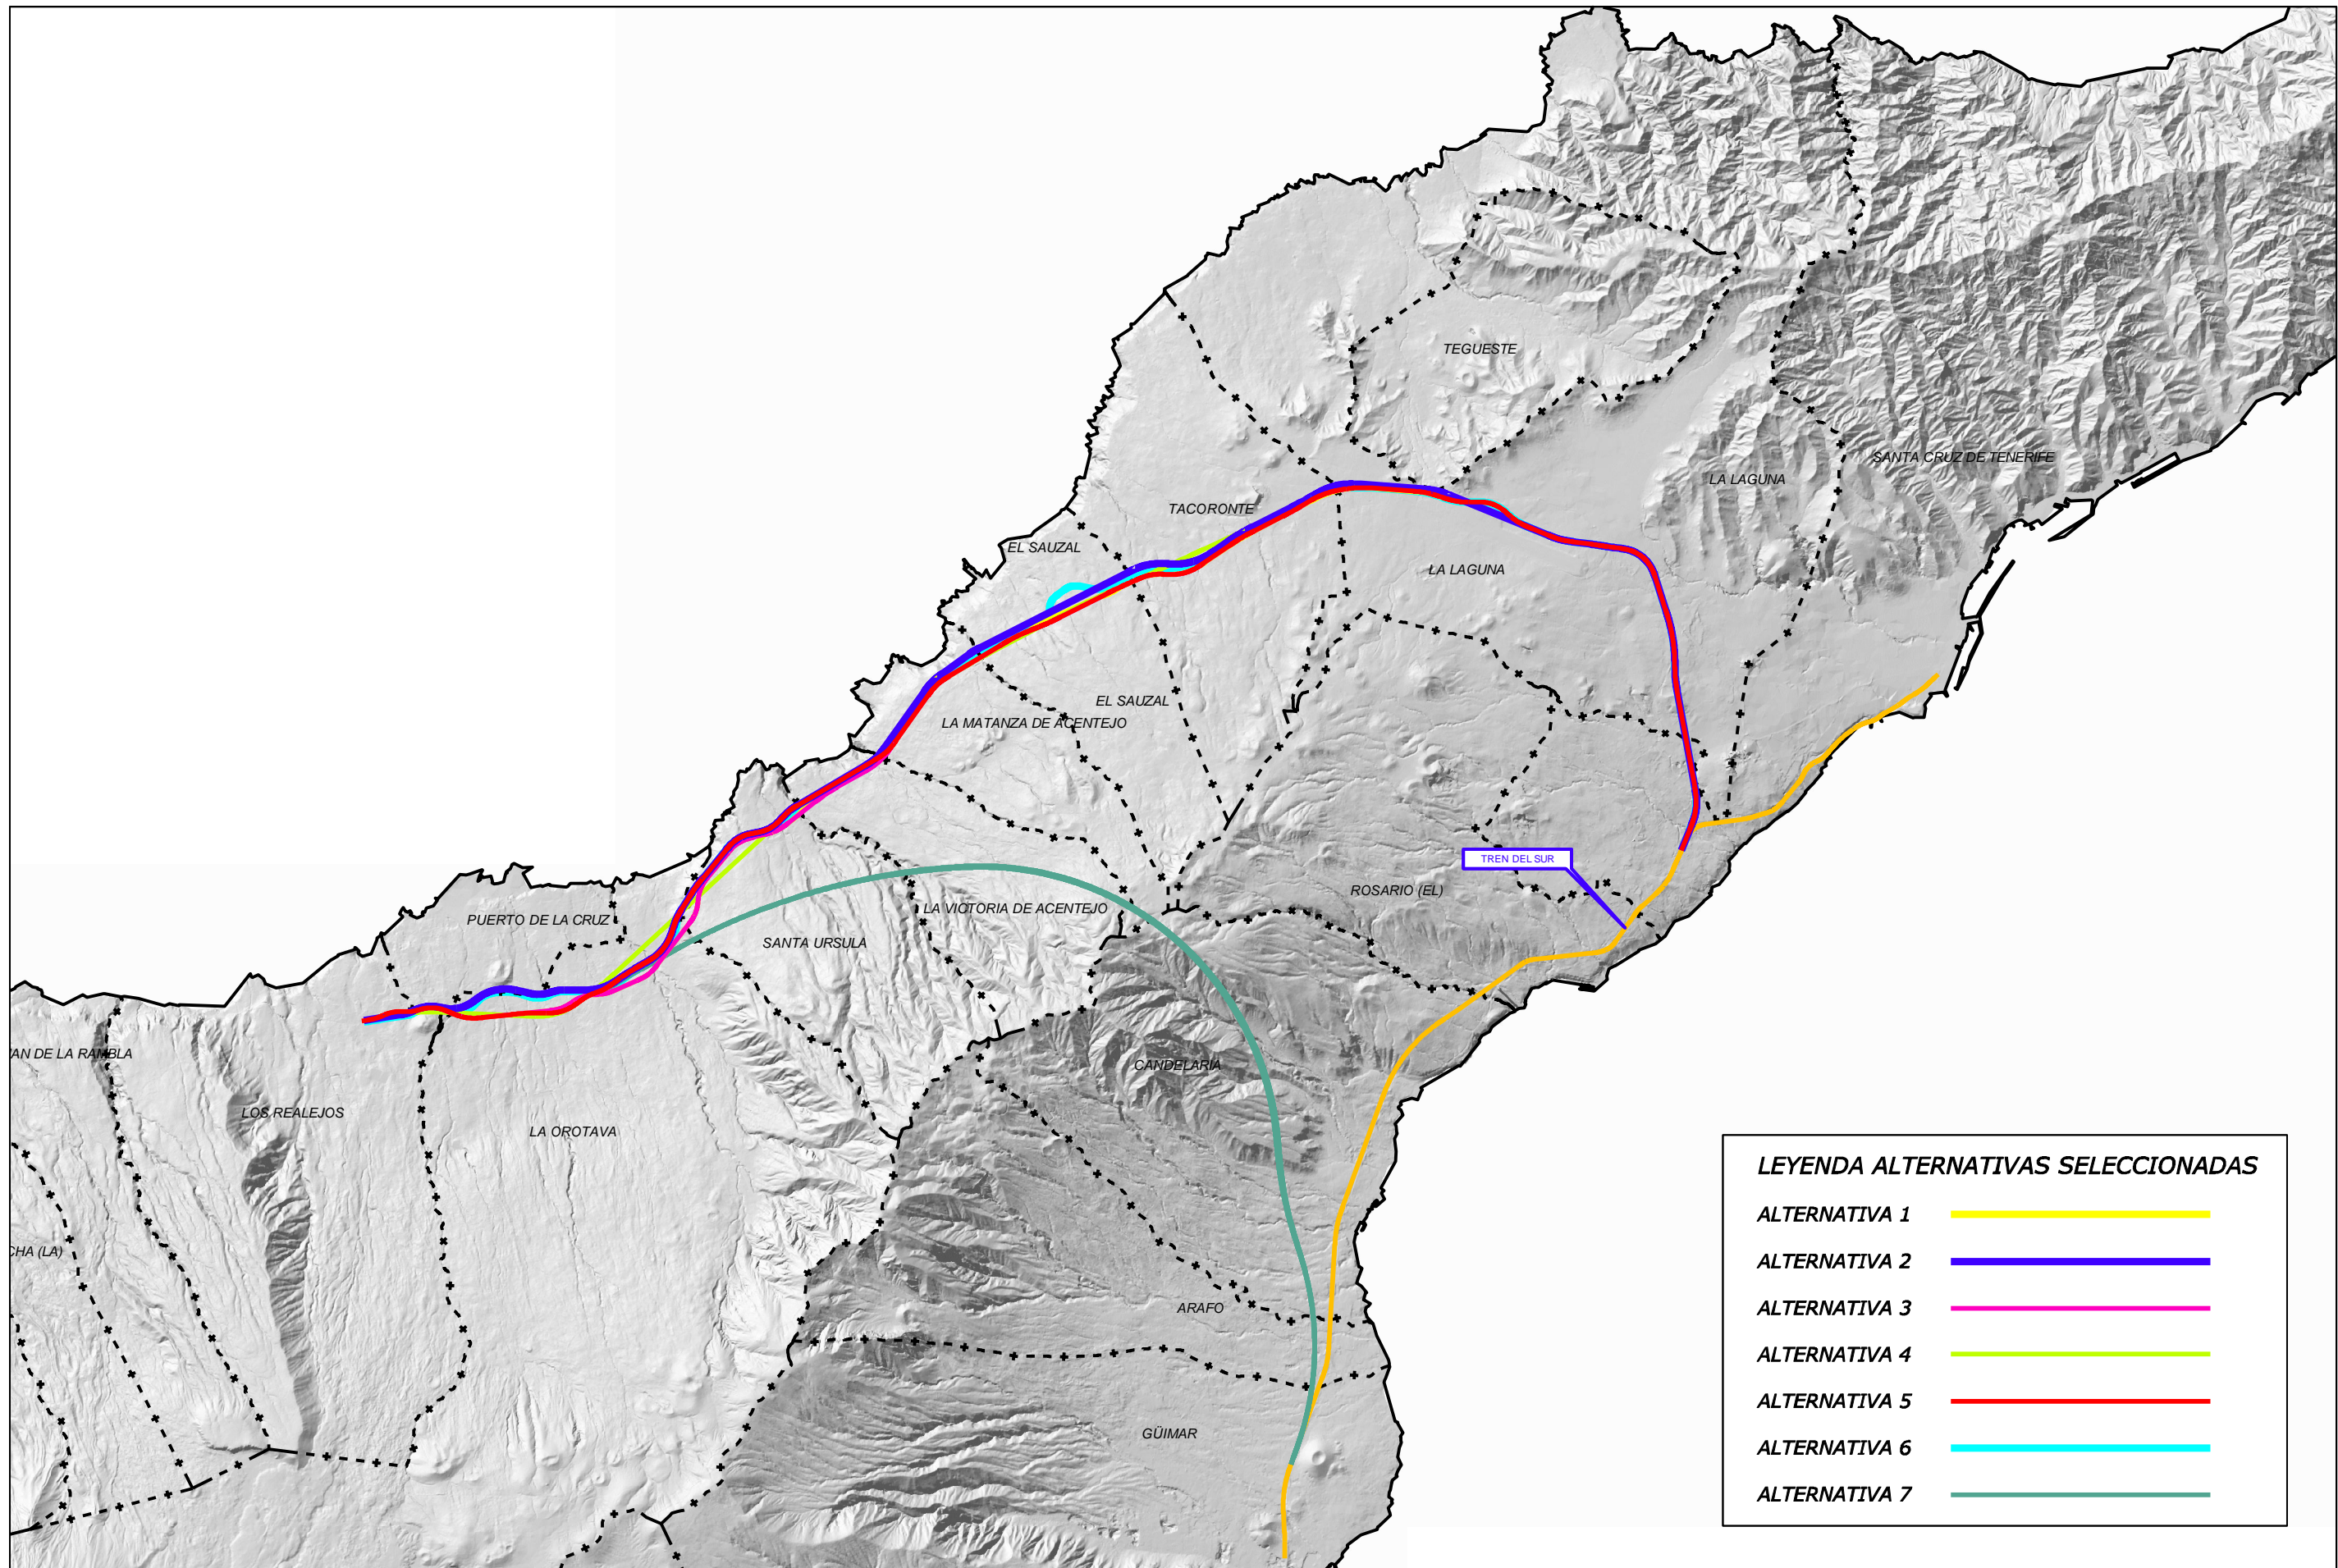 TEGUESTE
SANTA CRUZ DE TENERIFE
LA LAGUNA
TACORONTE
EL SAUZAL
LA LAGUNA
EL SAUZAL
LA MATANZA DE ACENTEJO
TREN DEL SUR
ROSARIO (EL)
LA VICTORIA DE ACENTEJO
PUERTO DE LA CRUZ
SANTA URSULA
AN DE LA RAMBLA
CANDELARIA
LOS REALEJOS
LA OROTAVA
CHA (LA)
ARAFO
GÜIMAR
LEYENDA ALTERNATIVAS SELECCIONADAS
ALTERNATIVA 1
ALTERNATIVA 2
ALTERNATIVA 3
ALTERNATIVA 4
ALTERNATIVA 5
ALTERNATIVA 6
ALTERNATIVA 7